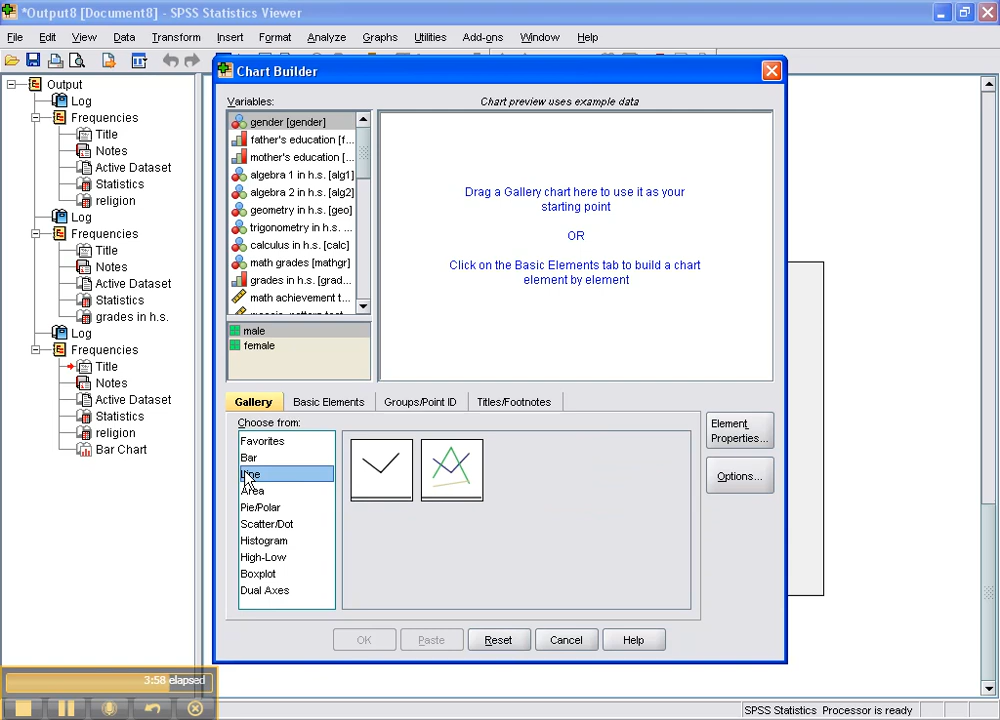 *Output8 [Document8] - SPSS Statistics Viewer
File Edit View Data Transform Insert Format Analyze Graphs Utilities Add-ons Window Help
Output
Log
Frequencies
Title
Notes
Active Dataset
Statistics
religion
Log
Frequencies
Title
Notes
Active Dataset
Statistics
grades in h.s.
Log
Frequencies
Title
Notes
Active Dataset
Statistics
religion
Bar Chart
Chart Builder
Variables:
gender [gender]
father's education [f...
mother's education [...
algebra 1 in h.s. [alg1]
algebra 2 in h.s. [alg2]
geometry in h.s. [geo]
trigonometry in h.s. ...
calculus in h.s. [calc]
math grades [mathgr]
grades in h.s. [grad...
math achievement t...
male
female
Chart preview uses example data
Drag a Gallery chart here to use it as your
starting point
OR
Click on the Basic Elements tab to build a chart
element by element
Gallery Basic Elements Groups/Point ID Titles/Footnotes
Choose from:
Favorites
Bar
Line
Area
Pie/Polar
Scatter/Dot
Histogram
High-Low
Boxplot
Dual Axes
Element
Properties...
Options...
OK Paste Reset Cancel Help
3:58 elapsed
SPSS Statistics Processor is ready